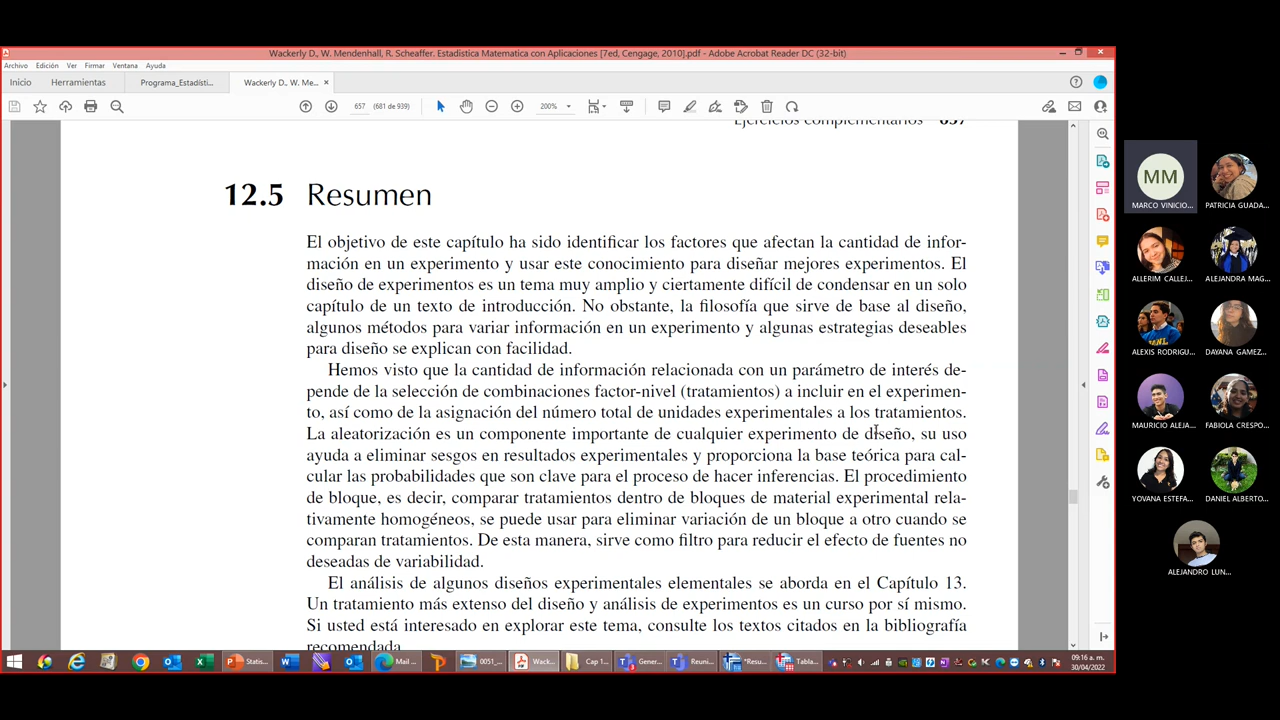 Wackerly D., W. Mendenhall, R. Scheaffer. Estadistica Matematica con Aplicaciones [7ed, Cengage, 2010].pdf - Adobe Acrobat Reader DC (32-bit)
Archivo Edición Ver Firmar Ventana Ayuda
Inicio Herramientas Programa_Estadísti... Wackerly D., W. Me... ×
657 (681 de 939) 200%
Ejercicios complementarios 657
12.5 Resumen
El objetivo de este capítulo ha sido identificar los factores que afectan la cantidad de infor-
mación en un experimento y usar este conocimiento para diseñar mejores experimentos. El
diseño de experimentos es un tema muy amplio y ciertamente difícil de condensar en un solo
capítulo de un texto de introducción. No obstante, la filosofía que sirve de base al diseño,
algunos métodos para variar información en un experimento y algunas estrategias deseables
para diseño se explican con facilidad.
Hemos visto que la cantidad de información relacionada con un parámetro de interés de-
pende de la selección de combinaciones factor-nivel (tratamientos) a incluir en el experimen-
to, así como de la asignación del número total de unidades experimentales a los tratamientos.
La aleatorización es un componente importante de cualquier experimento de diseño, su uso
ayuda a eliminar sesgos en resultados experimentales y proporciona la base teórica para cal-
cular las probabilidades que son clave para el proceso de hacer inferencias. El procedimiento
de bloque, es decir, comparar tratamientos dentro de bloques de material experimental rela-
tivamente homogéneos, se puede usar para eliminar variación de un bloque a otro cuando se
comparan tratamientos. De esta manera, sirve como filtro para reducir el efecto de fuentes no
deseadas de variabilidad.
El análisis de algunos diseños experimentales elementales se aborda en el Capítulo 13.
Un tratamiento más extenso del diseño y análisis de experimentos es un curso por sí mismo.
Si usted está interesado en explorar este tema, consulte los textos citados en la bibliografía
recomendada.
Statis... Mail ... 0051_... Wack... Cap 1... Gener... Reuni... *Resu... Tabla...
09:16 a. m.
30/04/2022
MM
MARCO VINICIO... PATRICIA GUADA...
ALLERIM CALLEJ... ALEJANDRA MAG...
ALEXIS RODRIGU... DAYANA GAMEZ...
MAURICIO ALEJA... FABIOLA CRESPO...
YOVANA ESTEFA... DANIEL ALBERTO...
ALEJANDRO LUN...